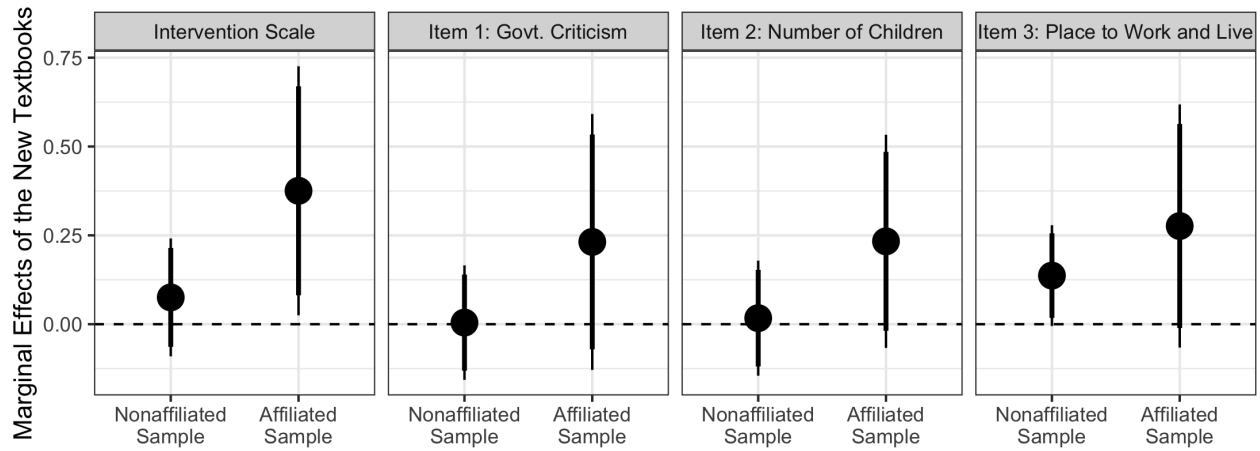 Marginal Effects of the New Textbooks
Intervention Scale
Item 1: Govt. Criticism
Item 2: Number of Children
Item 3: Place to Work and Live
0.75
0.50
0.25
0.00
Nonaffiliated
Sample
Affiliated
Sample
Nonaffiliated
Sample
Affiliated
Sample
Nonaffiliated
Sample
Affiliated
Sample
Nonaffiliated
Sample
Affiliated
Sample